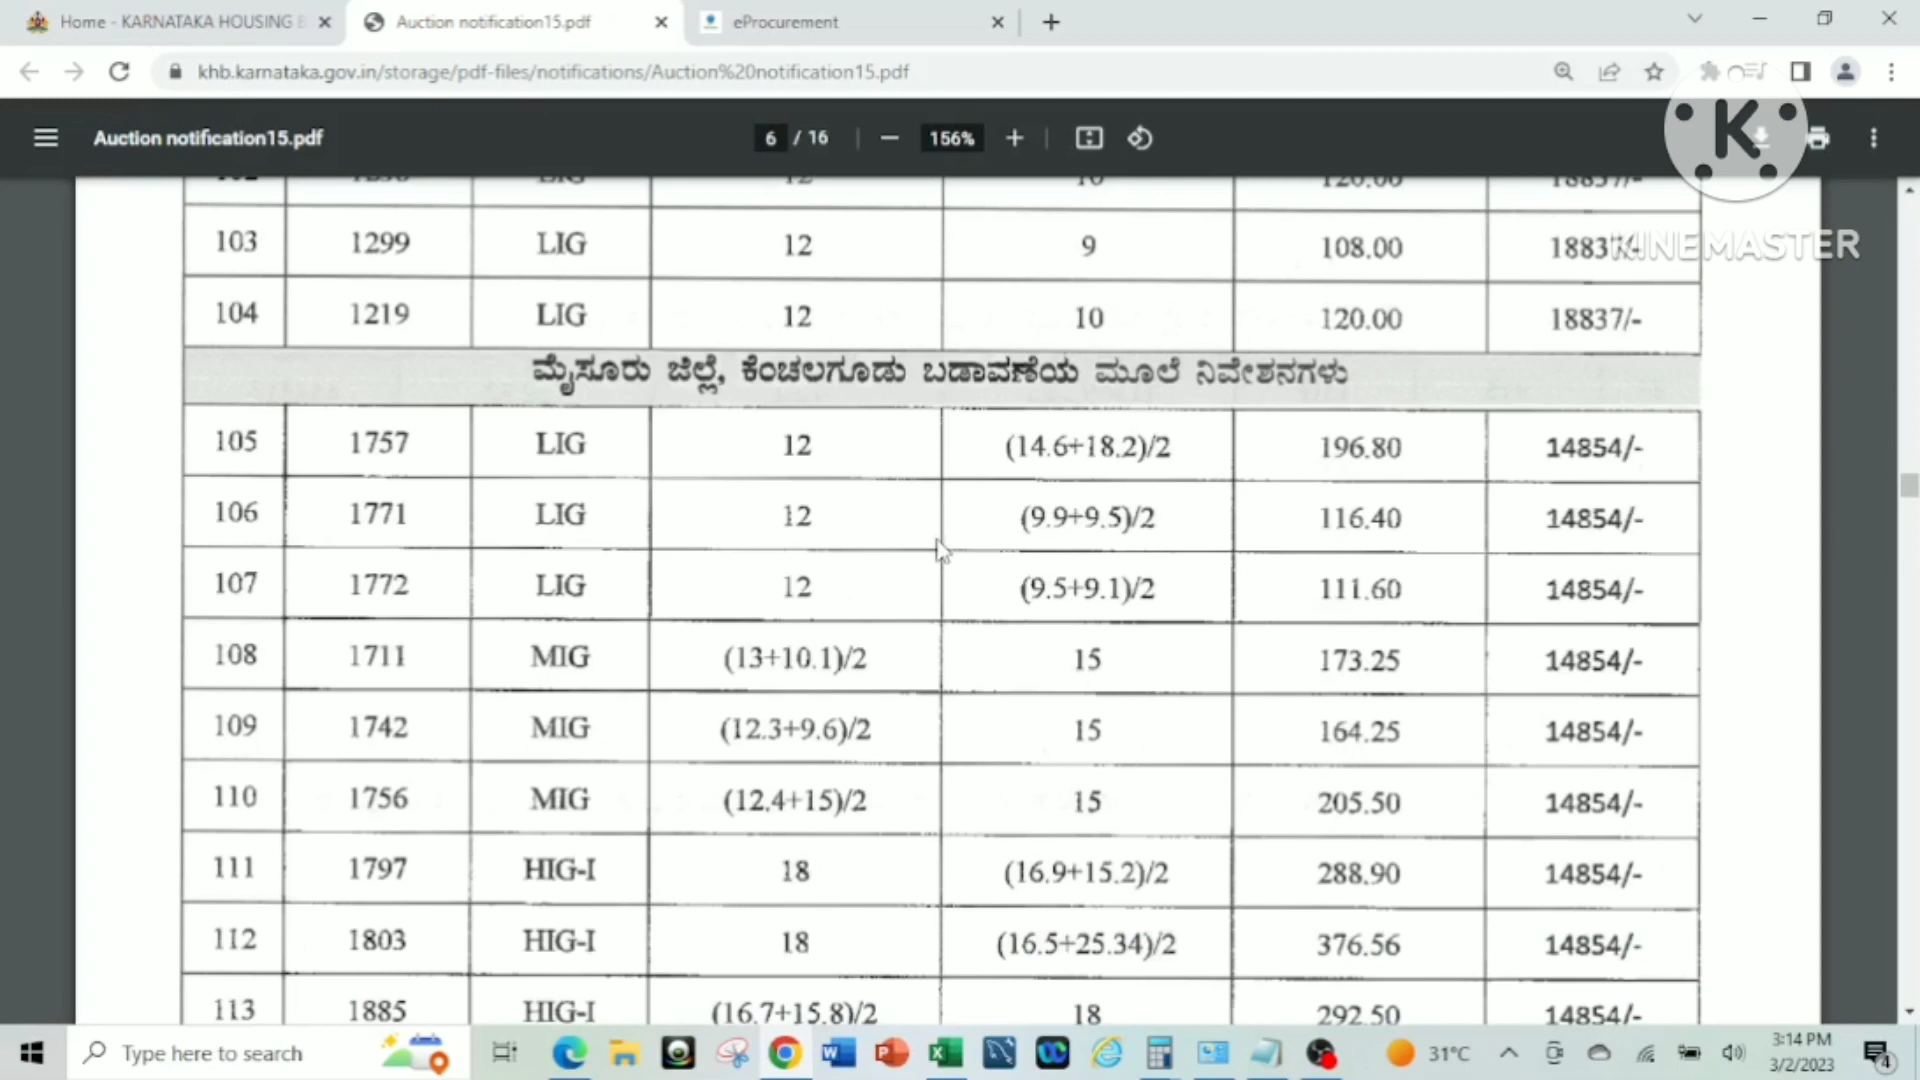 Home - KARNATAKA HOUSING B
Auction notification15.pdf
eProcurement
khb.karnataka.gov.in/storage/pdf-files/notifications/Auction%20notification15.pdf
Auction notification15.pdf
6 / 16
156%
K
KINEMASTER
103 1299 LIG 12 9 108.00 18837/-
104 1219 LIG 12 10 120.00 18837/-
ಮೈಸೂರು ಜಿಲ್ಲೆ, ಕೆಂಚಲಗೂಡು ಬಡಾವಣೆಯ ಮೂಲೆ ನಿವೇಶನಗಳು
105 1757 LIG 12 (14.6+18.2)/2 196.80 14854/-
106 1771 LIG 12 (9.9+9.5)/2 116.40 14854/-
107 1772 LIG 12 (9.5+9.1)/2 111.60 14854/-
108 1711 MIG (13+10.1)/2 15 173.25 14854/-
109 1742 MIG (12.3+9.6)/2 15 164.25 14854/-
110 1756 MIG (12.4+15)/2 15 205.50 14854/-
111 1797 HIG-I 18 (16.9+15.2)/2 288.90 14854/-
112 1803 HIG-I 18 (16.5+25.34)/2 376.56 14854/-
113 1885 HIG-I (16.7+15.8)/2 18 292.50 14854/-
Type here to search
31°C
3:14 PM
3/2/2023
4